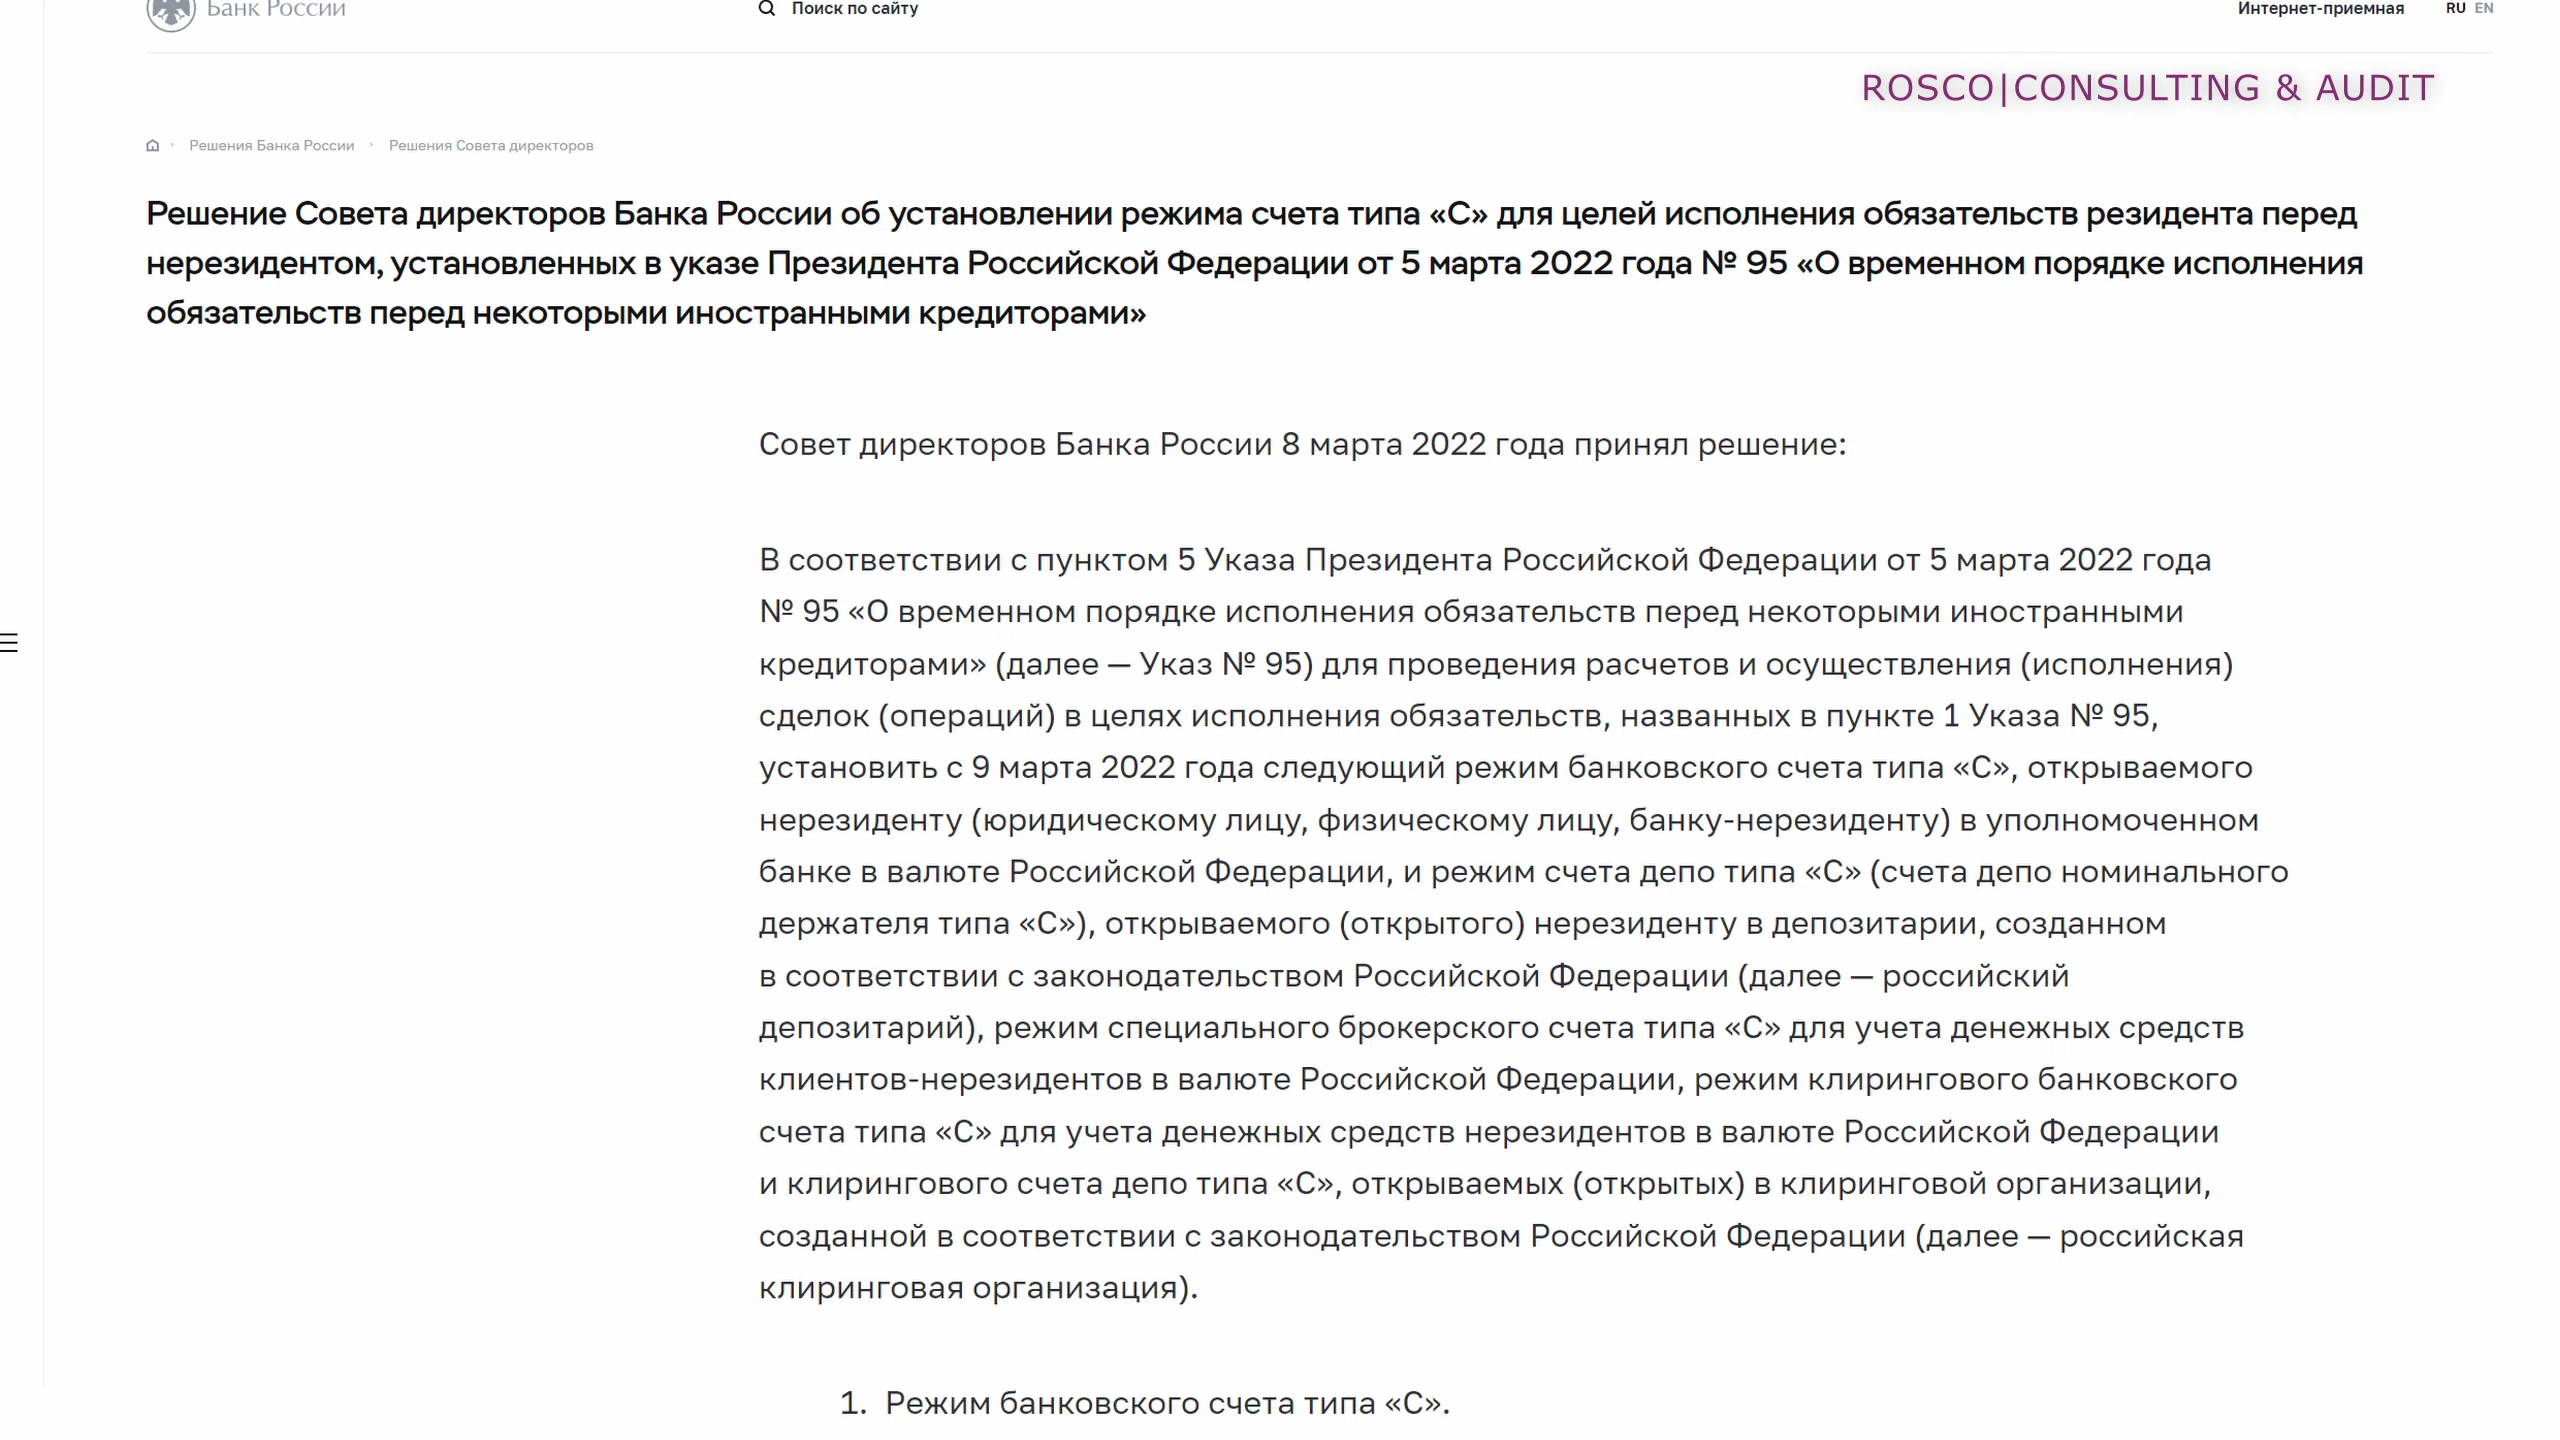 Банк России
Поиск по сайту
Интернет-приемная
RU EN
ROSCO|CONSULTING & AUDIT
Решения Банка России
Решения Совета директоров
Решение Совета директоров Банка России об установлении режима счета типа «С» для целей исполнения обязательств резидента перед
нерезидентом, установленных в указе Президента Российской Федерации от 5 марта 2022 года № 95 «О временном порядке исполнения
обязательств перед некоторыми иностранными кредиторами»
Совет директоров Банка России 8 марта 2022 года принял решение:
В соответствии с пунктом 5 Указа Президента Российской Федерации от 5 марта 2022 года
№ 95 «О временном порядке исполнения обязательств перед некоторыми иностранными
кредиторами» (далее — Указ № 95) для проведения расчетов и осуществления (исполнения)
сделок (операций) в целях исполнения обязательств, названных в пункте 1 Указа № 95,
установить с 9 марта 2022 года следующий режим банковского счета типа «С», открываемого
нерезиденту (юридическому лицу, физическому лицу, банку-нерезиденту) в уполномоченном
банке в валюте Российской Федерации, и режим счета депо типа «С» (счета депо номинального
держателя типа «С»), открываемого (открытого) нерезиденту в депозитарии, созданном
в соответствии с законодательством Российской Федерации (далее — российский
депозитарий), режим специального брокерского счета типа «С» для учета денежных средств
клиентов-нерезидентов в валюте Российской Федерации, режим клирингового банковского
счета типа «С» для учета денежных средств нерезидентов в валюте Российской Федерации
и клирингового счета депо типа «С», открываемых (открытых) в клиринговой организации,
созданной в соответствии с законодательством Российской Федерации (далее — российская
клиринговая организация).
1. Режим банковского счета типа «С».